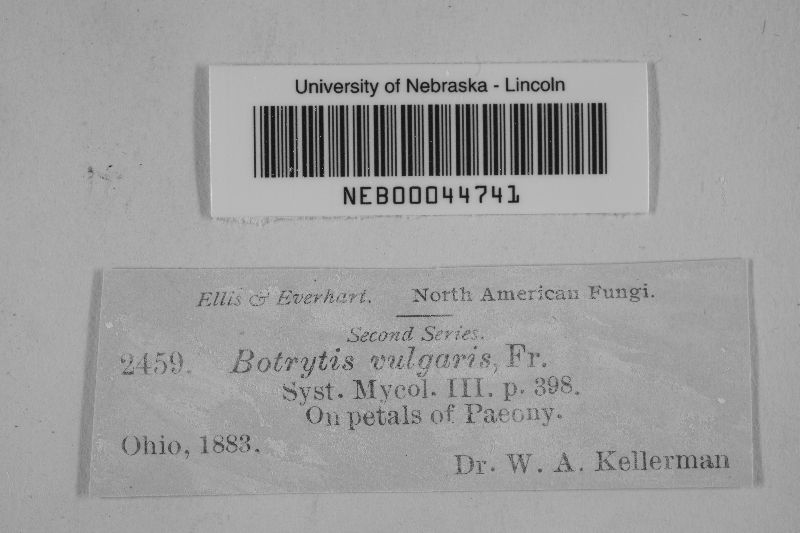 University of Nebraska - Lincoln
NEB00044741
Ellis & Everhart. North American Fungi.
Second Series.
2459. Botrytis vulgaris, Fr.
Syst. Mycol. III. p. 398.
On petals of Paeony.
Ohio, 1883.
Dr. W. A. Kellerman